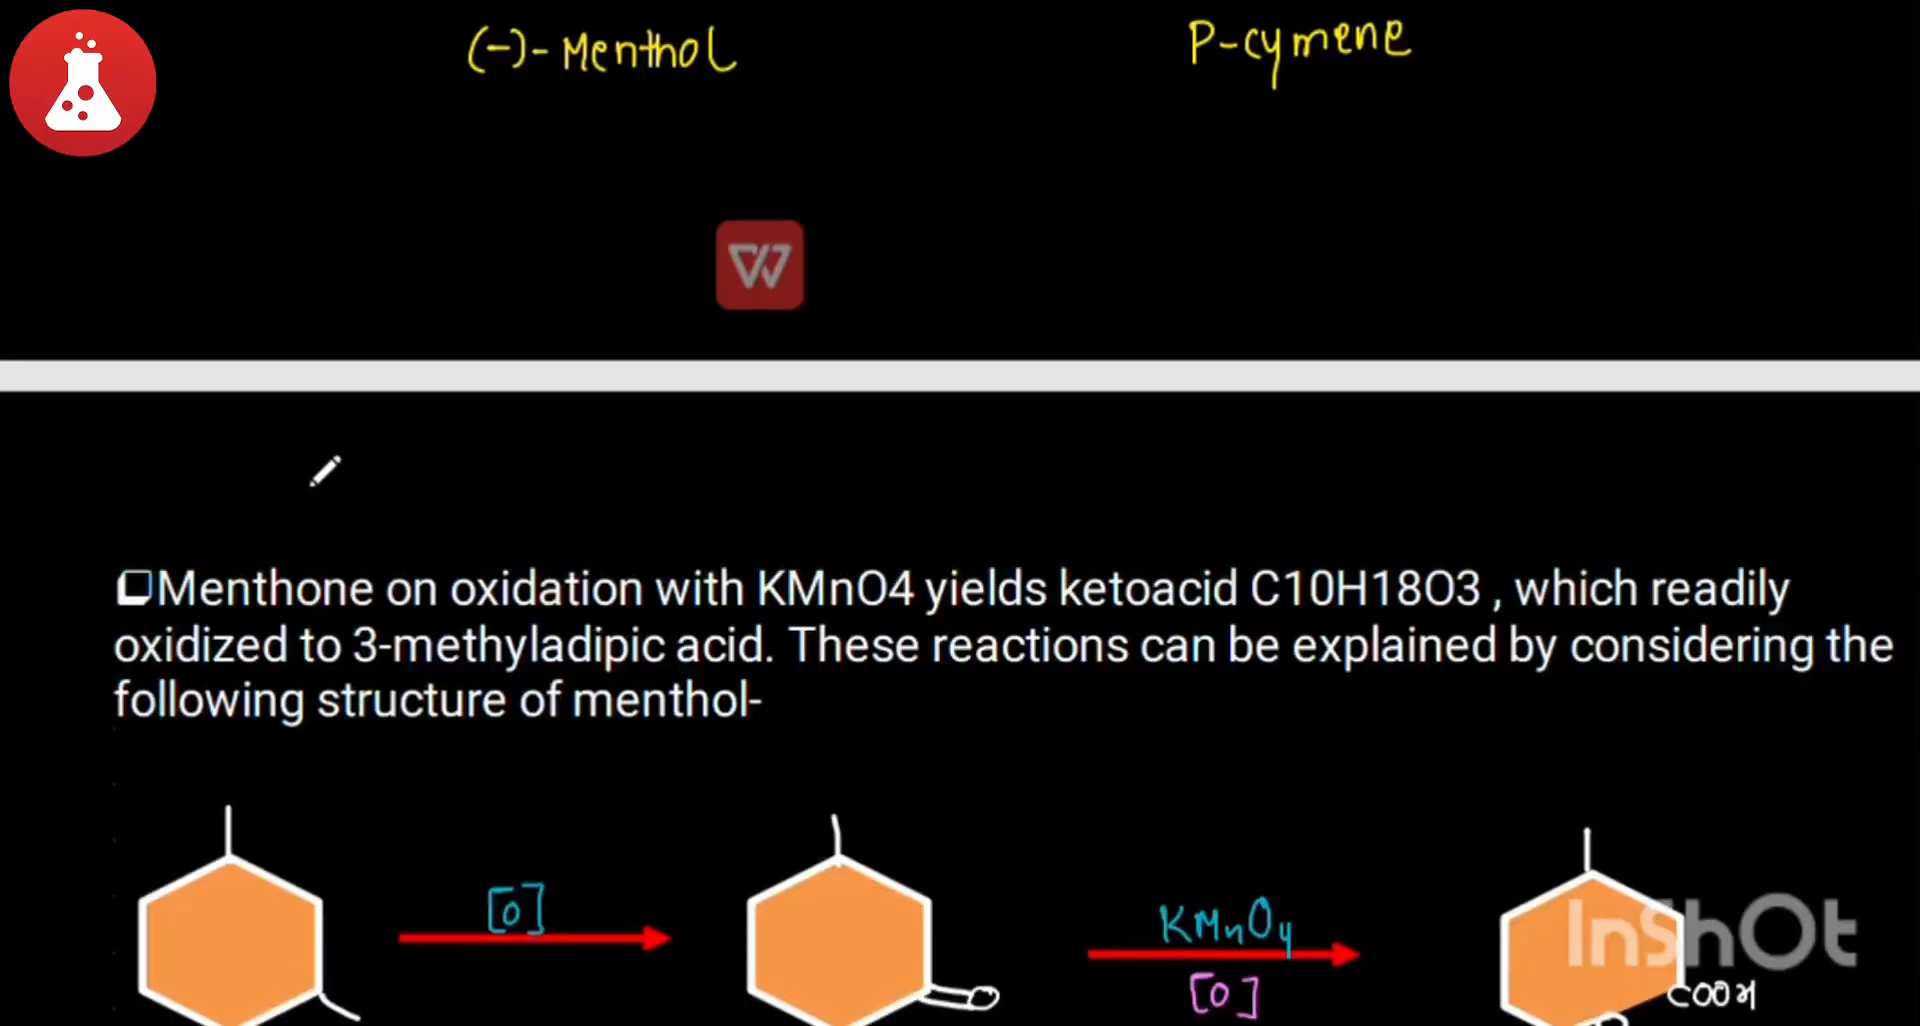 (-)-Menthol
P-cymene
Menthone on oxidation with KMnO4 yields ketoacid C10H18O3 , which readily
oxidized to 3-methyladipic acid. These reactions can be explained by considering the
following structure of menthol-
[O]
KMnO4
[O]
InShOt
COOH